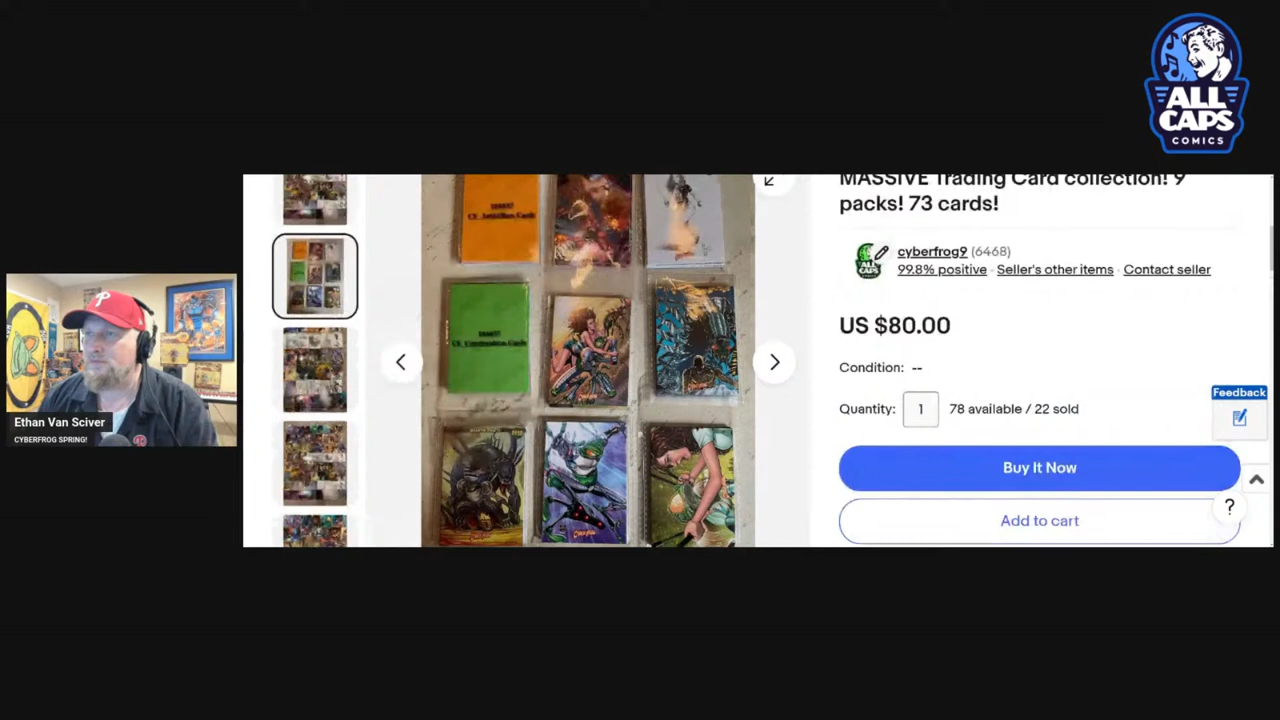 ALL
CAPS
COMICS
MASSIVE Trading Card collection! 9
packs! 73 cards!
cyberfrog9 (6468)
99.8% positive · Seller's other items · Contact seller
US $80.00
Condition: --
Quantity: 1 78 available / 22 sold
Feedback
Buy It Now
?
Add to cart
Ethan Van Sciver
CYBERFROG SPRING!